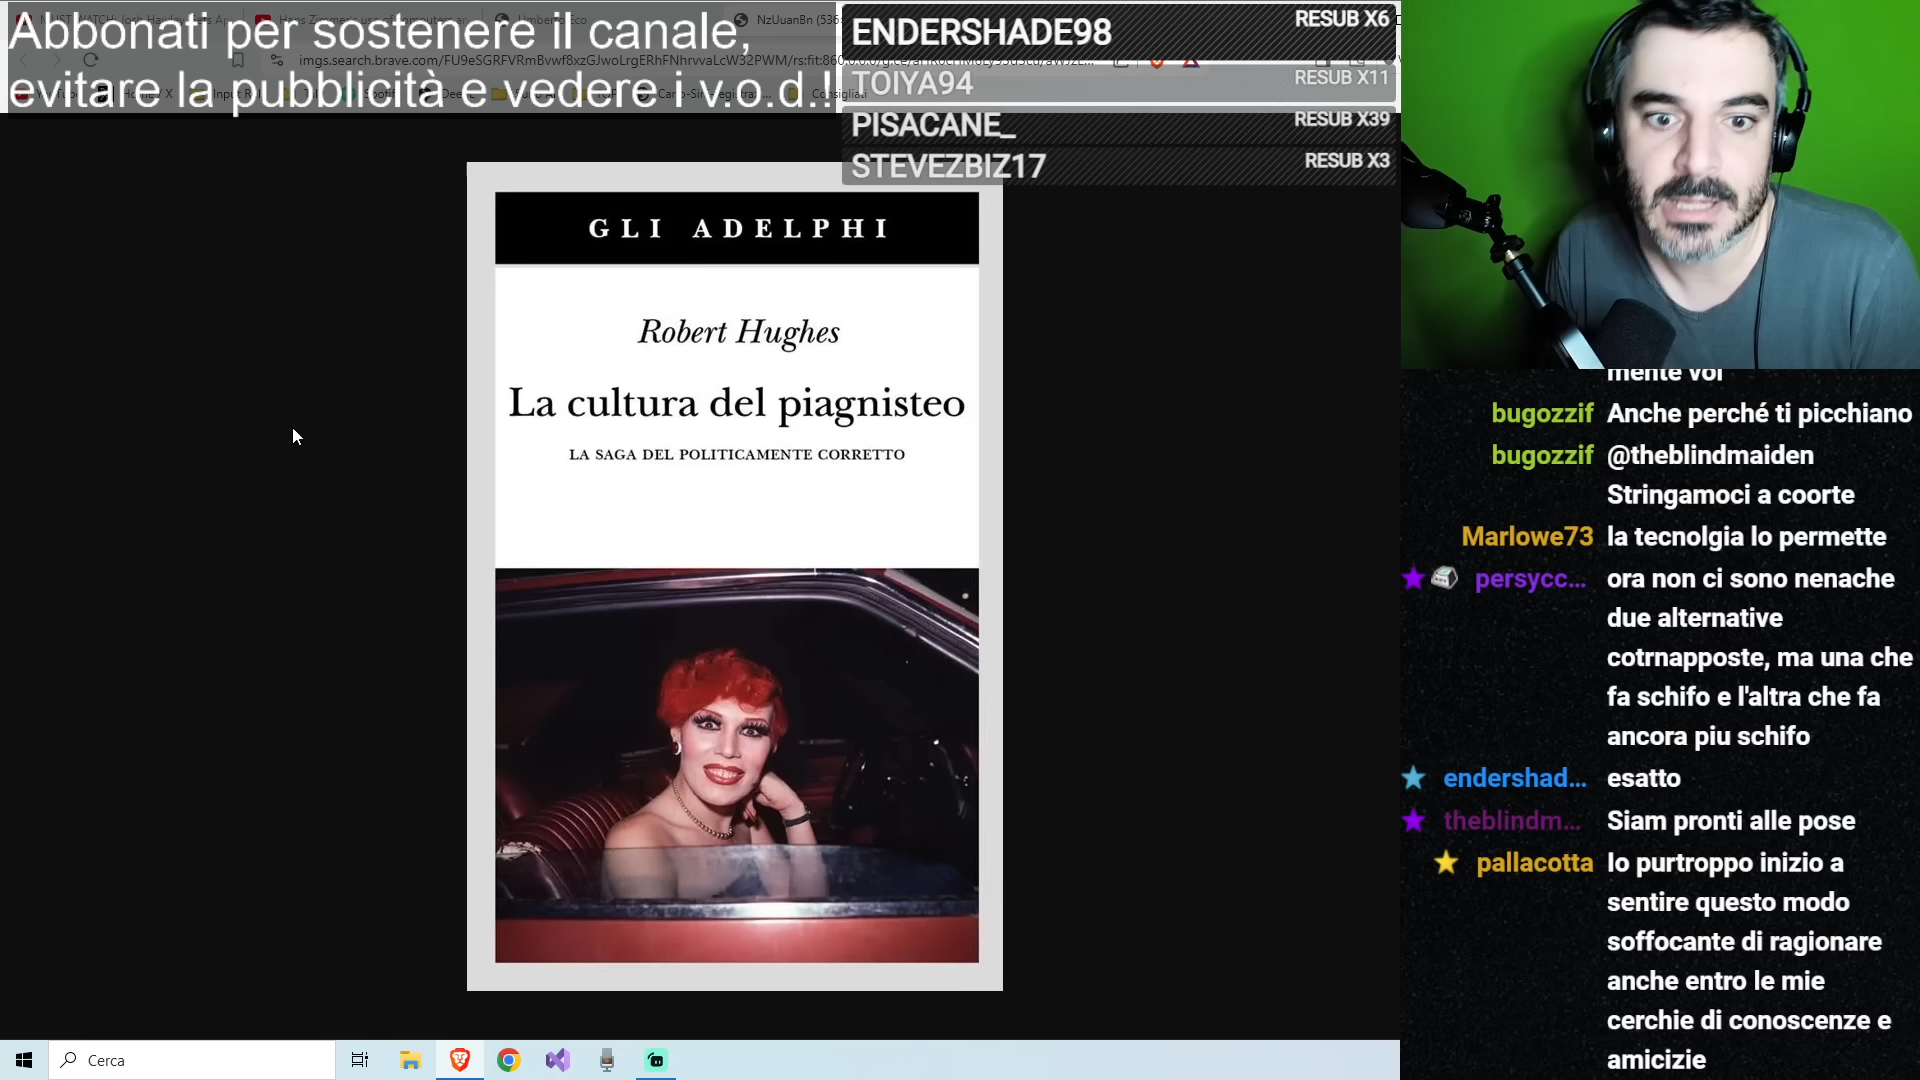 Abbonati per sostenere il canale,
evitare la pubblicità e vedere i v.o.d.!!
ENDERSHADE98 RESUB X6
TOIYA94 RESUB X11
PISACANE_ RESUB X39
STEVEZBIZ17 RESUB X3
GLI ADELPHI
Robert Hughes
La cultura del piagnisteo
LA SAGA DEL POLITICAMENTE CORRETTO
mente voi
bugozzif Anche perché ti picchiano
bugozzif @theblindmaiden
Stringamoci a coorte
Marlowe73 la tecnolgia lo permette
persycc... ora non ci sono nenache
due alternative
cotrnapposte, ma una che
fa schifo e l'altra che fa
ancora piu schifo
endershad... esatto
theblindm... Siam pronti alle pose
pallacotta Io purtroppo inizio a
sentire questo modo
soffocante di ragionare
anche entro le mie
cerchie di conoscenze e
amicizie
Cerca